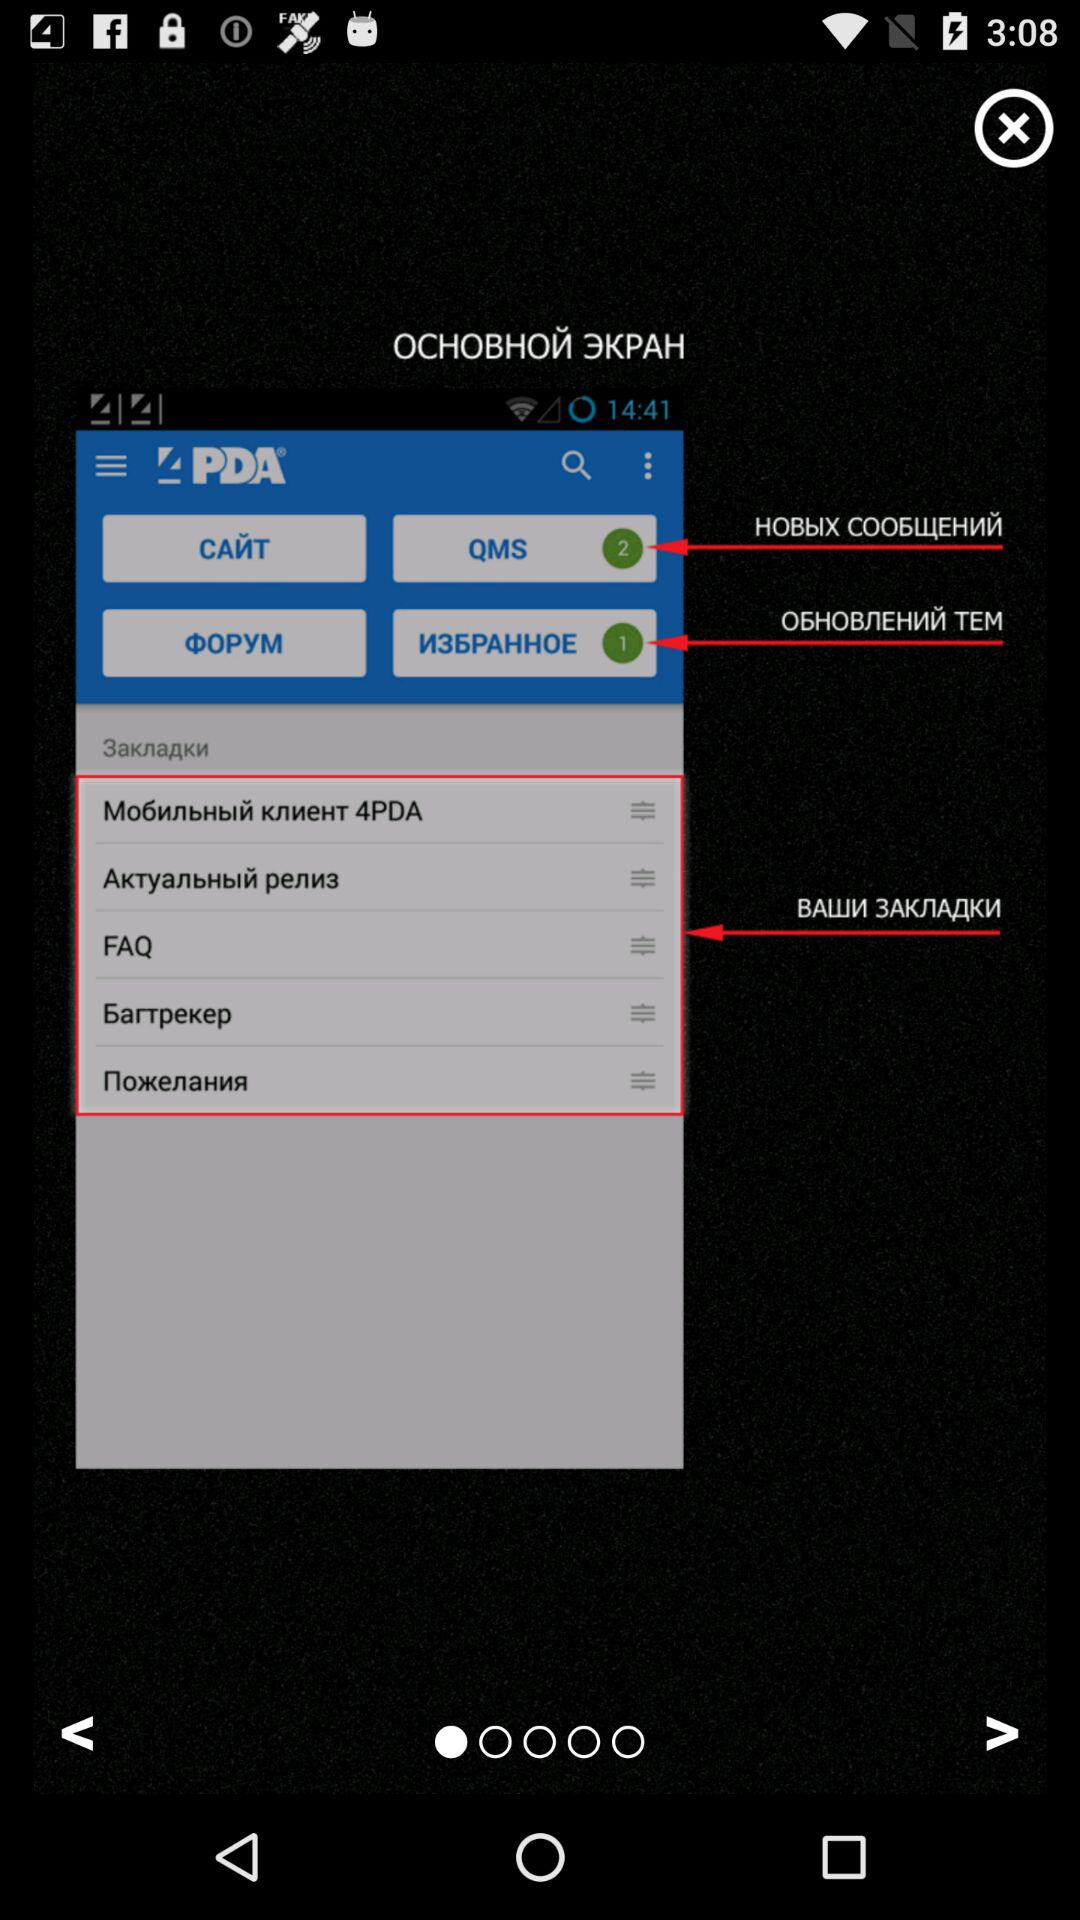 FAKE
3:08
ОСНОВНОЙ ЭКРАН
14:41
4PDA®
САЙТ
QMS 2
НОВЫХ СООБЩЕНИЙ
ФОРУМ
ИЗБРАННОЕ 1
ОБНОВЛЕНИЙ ТЕМ
Закладки
Мобильный клиент 4PDA
Актуальный релиз
FAQ
ВАШИ ЗАКЛАДКИ
Багтрекер
Пожелания
< >